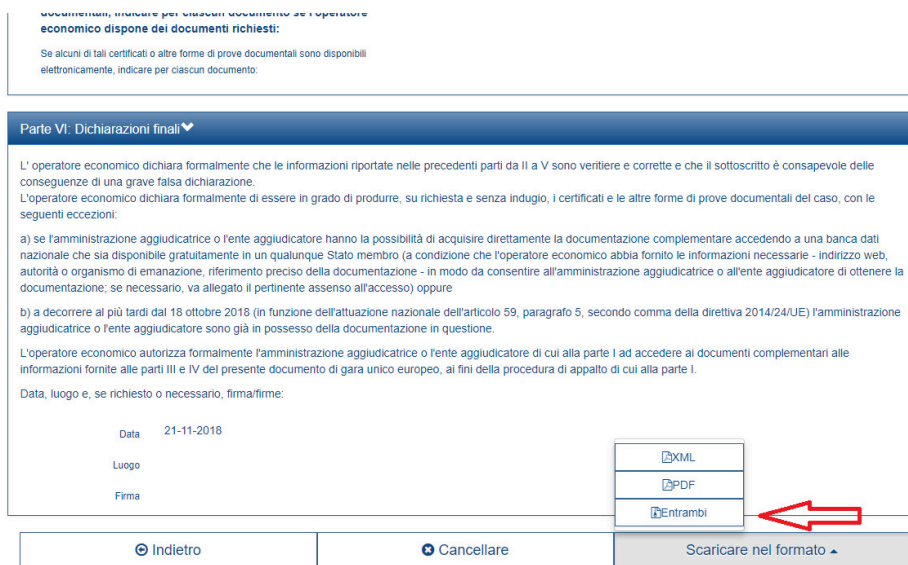 documentali, indicare per ciascun documento se l'operatore
economico dispone dei documenti richiesti:
Se alcuni di tali certificati o altre forme di prove documentali sono disponibili
elettronicamente, indicare per ciascun documento:
Parte VI: Dichiarazioni finali
L' operatore economico dichiara formalmente che le informazioni riportate nelle precedenti parti da II a V sono veritiere e corrette e che il sottoscritto è consapevole delle
conseguenze di una grave falsa dichiarazione.
L'operatore economico dichiara formalmente di essere in grado di produrre, su richiesta e senza indugio, i certificati e le altre forme di prove documentali del caso, con le
seguenti eccezioni:
a) se l'amministrazione aggiudicatrice o l'ente aggiudicatore hanno la possibilità di acquisire direttamente la documentazione complementare accedendo a una banca dati
nazionale che sia disponibile gratuitamente in un qualunque Stato membro (a condizione che l'operatore economico abbia fornito le informazioni necessarie - indirizzo web,
autorità o organismo di emanazione, riferimento preciso della documentazione - in modo da consentire all'amministrazione aggiudicatrice o all'ente aggiudicatore di ottenere la
documentazione; se necessario, va allegato il pertinente assenso all'accesso) oppure
b) a decorrere al più tardi dal 18 ottobre 2018 (in funzione dell'attuazione nazionale dell'articolo 59, paragrafo 5, secondo comma della direttiva 2014/24/UE) l'amministrazione
aggiudicatrice o l'ente aggiudicatore sono già in possesso della documentazione in questione.
L'operatore economico autorizza formalmente l'amministrazione aggiudicatrice o l'ente aggiudicatore di cui alla parte I ad accedere ai documenti complementari alle
informazioni fornite alle parti III e IV del presente documento di gara unico europeo, ai fini della procedura di appalto di cui alla parte I.
Data, luogo e, se richiesto o necessario, firma/firme:
Data 21-11-2018
Luogo
Firma
XML
PDF
Entrambi
Indietro
Cancellare
Scaricare nel formato